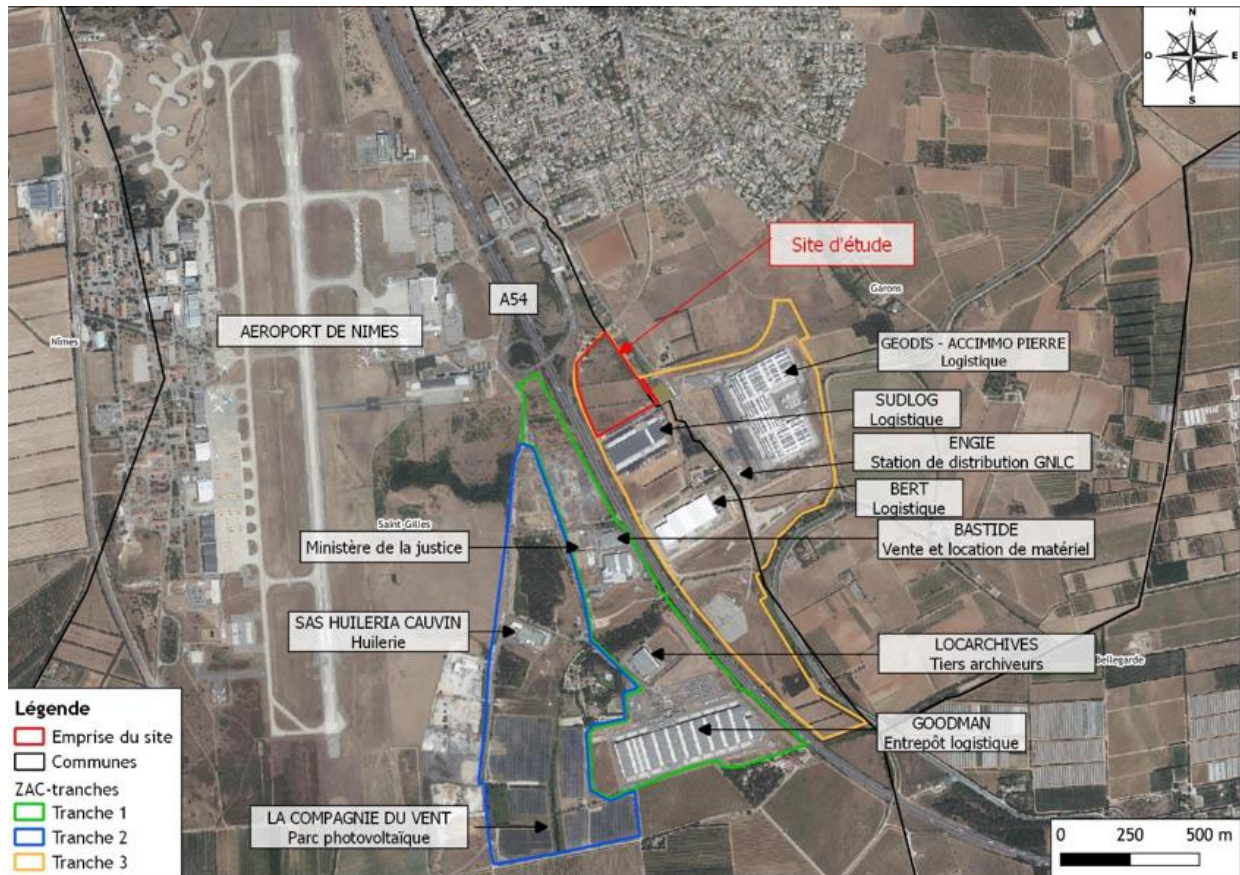 N
O
E
S
Site d'étude
A54
Garons
AEROPORT DE NIMES
Nîmes
GEODIS - ACCIMMO PIERRE
Logistique
SUDLOG
Logistique
ENGIE
Station de distribution GNLC
BERT
Logistique
Saint-Gilles
BASTIDE
Vente et location de matériel
Ministère de la justice
SAS HUILERIA CAUVIN
Huilerie
LOCARCHIVES
Tiers archiveurs
Bellegarde
GOODMAN
Entrepôt logistique
LA COMPAGNIE DU VENT
Parc photovoltaïque
Légende
Emprise du site
Communes
ZAC-tranches
Tranche 1
Tranche 2
Tranche 3
0 250 500 m